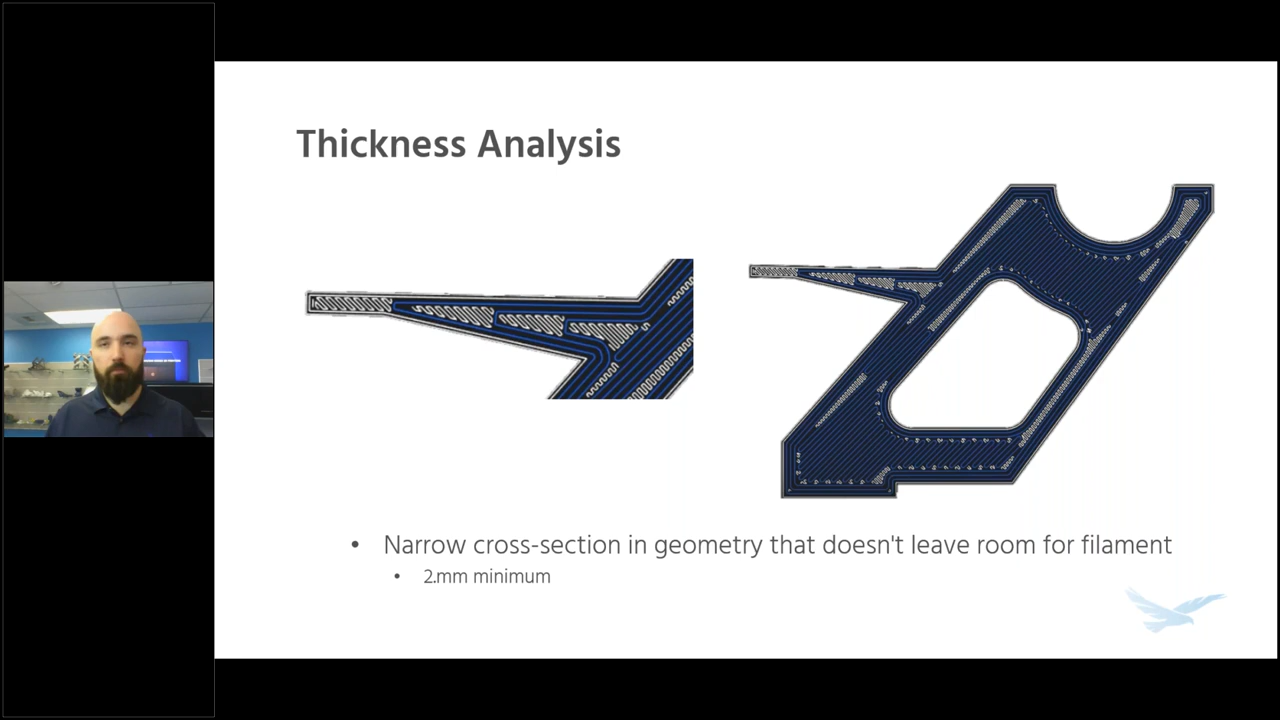 Thickness Analysis
• Narrow cross-section in geometry that doesn't leave room for filament
• 2.mm minimum